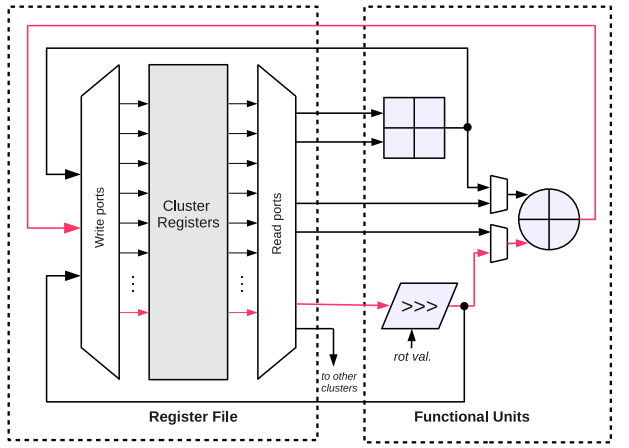 Write ports
Cluster
Registers
Read ports
>>>
rot val.
to other
clusters
Register File
Functional Units